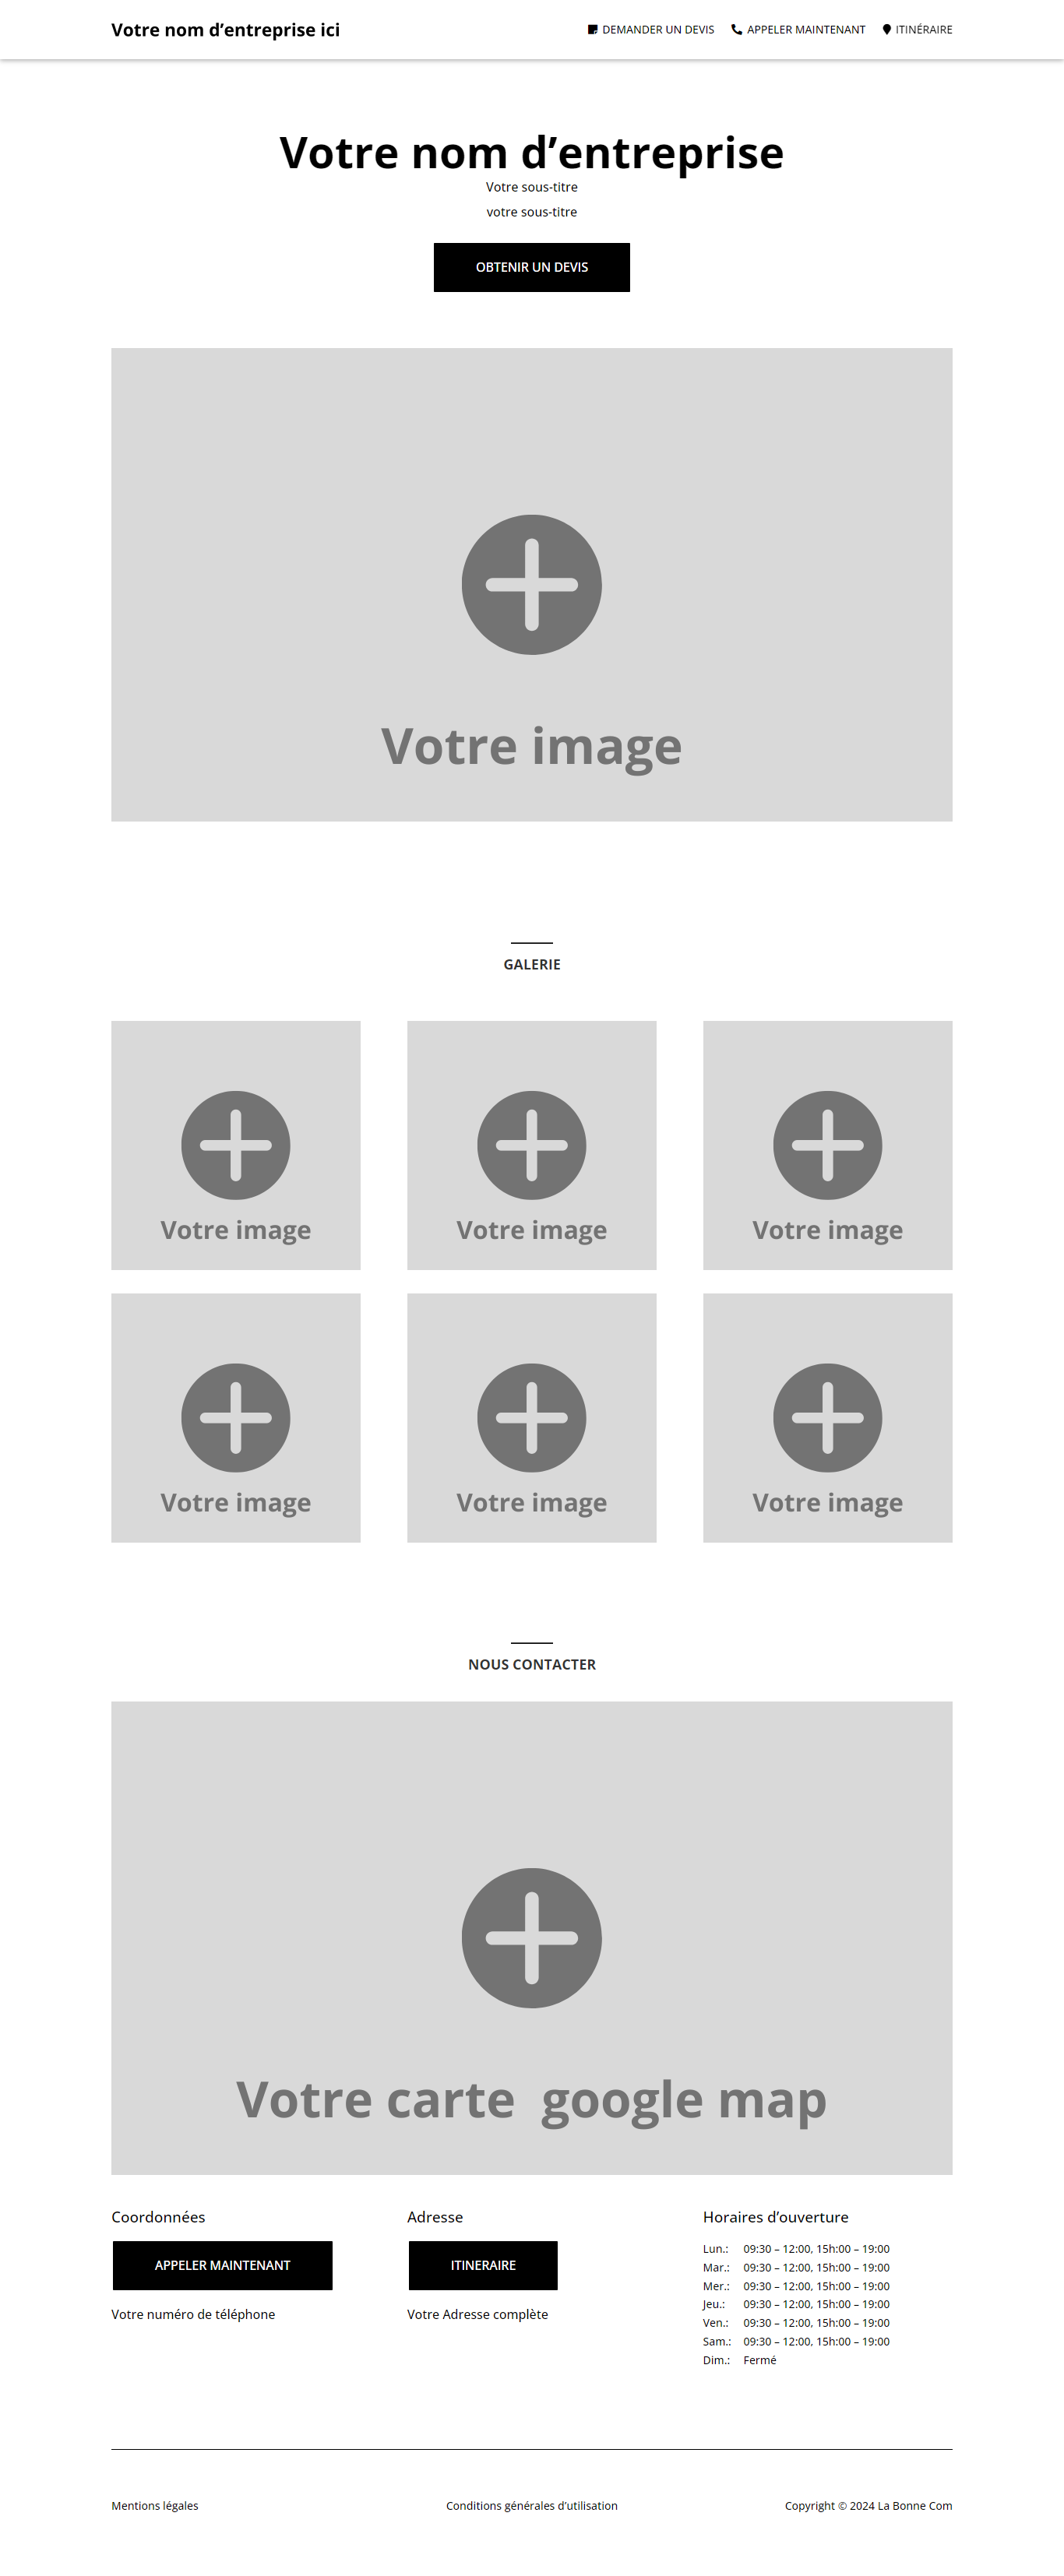 Votre nom d’entreprise ici
DEMANDER UN DEVIS
APPELER MAINTENANT
ITINÉRAIRE
Votre nom d’entreprise
Votre sous-titre
votre sous-titre
OBTENIR UN DEVIS
Votre image
GALERIE
Votre image
Votre image
Votre image
Votre image
Votre image
Votre image
NOUS CONTACTER
Votre carte google map
Coordonnées
APPELER MAINTENANT
Votre numéro de téléphone
Adresse
ITINERAIRE
Votre Adresse complète
Horaires d’ouverture
Lun.: 09:30 – 12:00, 15h:00 – 19:00
Mar.: 09:30 – 12:00, 15h:00 – 19:00
Mer.: 09:30 – 12:00, 15h:00 – 19:00
Jeu.: 09:30 – 12:00, 15h:00 – 19:00
Ven.: 09:30 – 12:00, 15h:00 – 19:00
Sam.: 09:30 – 12:00, 15h:00 – 19:00
Dim.: Fermé
Mentions légales
Conditions générales d’utilisation
Copyright © 2024 La Bonne Com